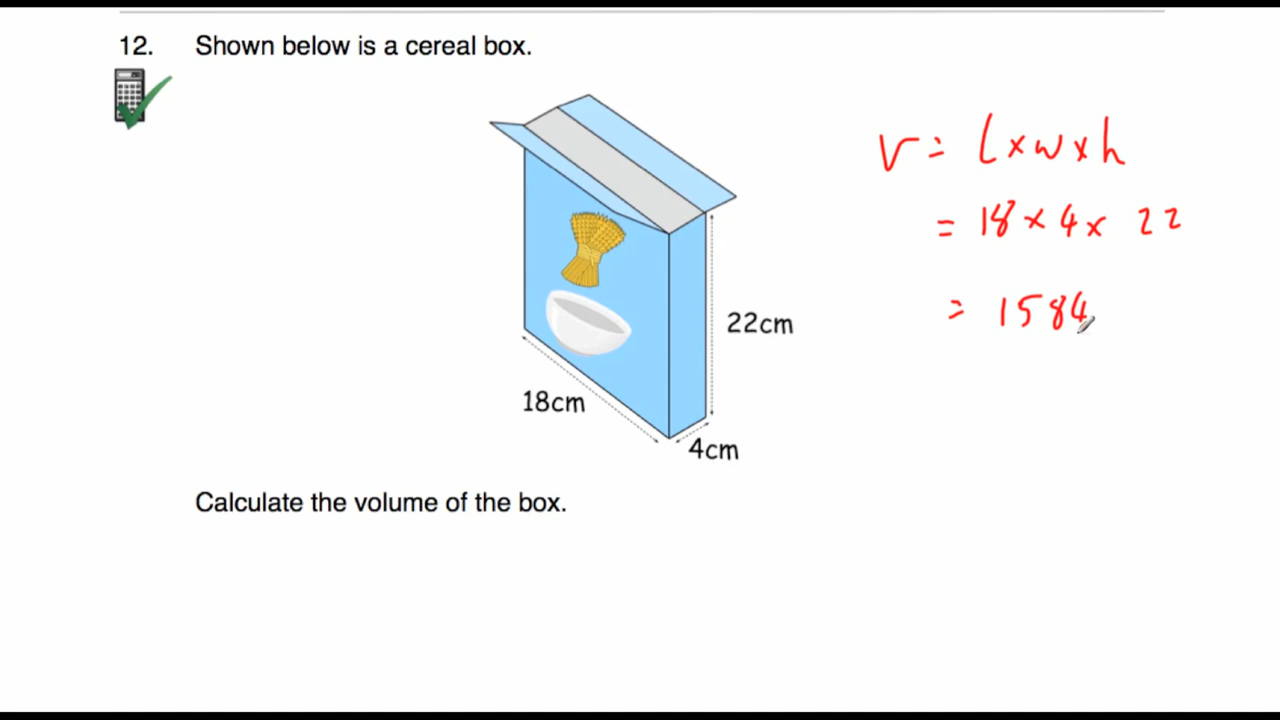 12. Shown below is a cereal box.
V = l × w × h
= 18 × 4 × 22
= 1584
22cm
18cm
4cm
Calculate the volume of the box.